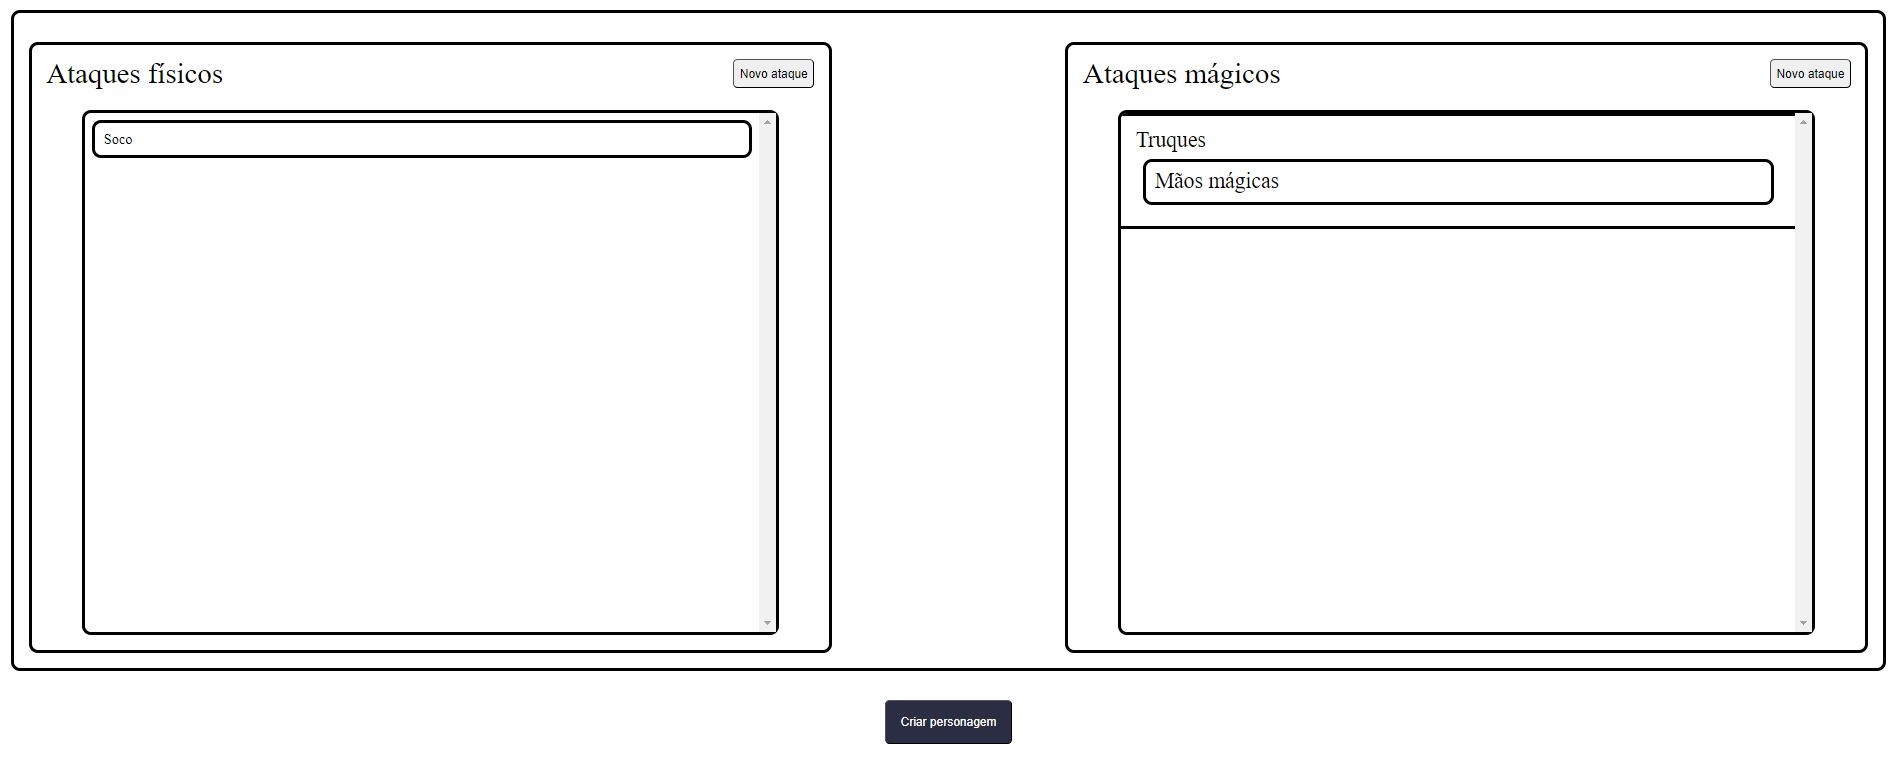 Ataques físicos
Novo ataque
Soco
Ataques mágicos
Novo ataque
Truques
Mãos mágicas
Criar personagem